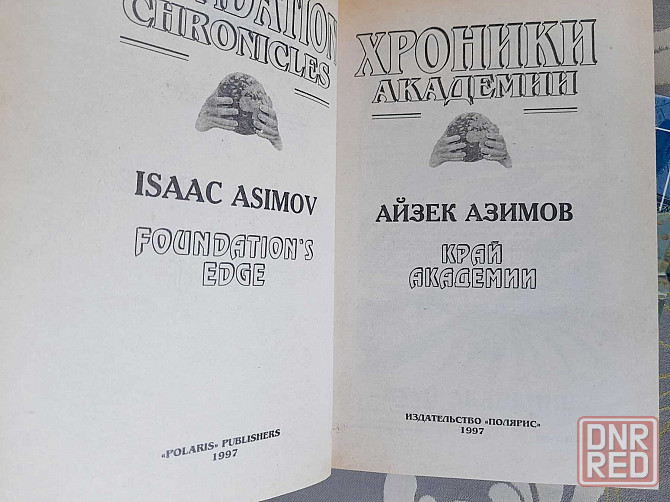 CHRONICLES
ISAAC ASIMOV
FOUNDATION'S
EDGE
«POLARIS» PUBLISHERS
1997
ХРОНИКИ
АКАДЕМИИ
АЙЗЕК АЗИМОВ
КРАЙ
АКАДЕМИИ
ИЗДАТЕЛЬСТВО «ПОЛЯРИС»
1997
DNR
RED